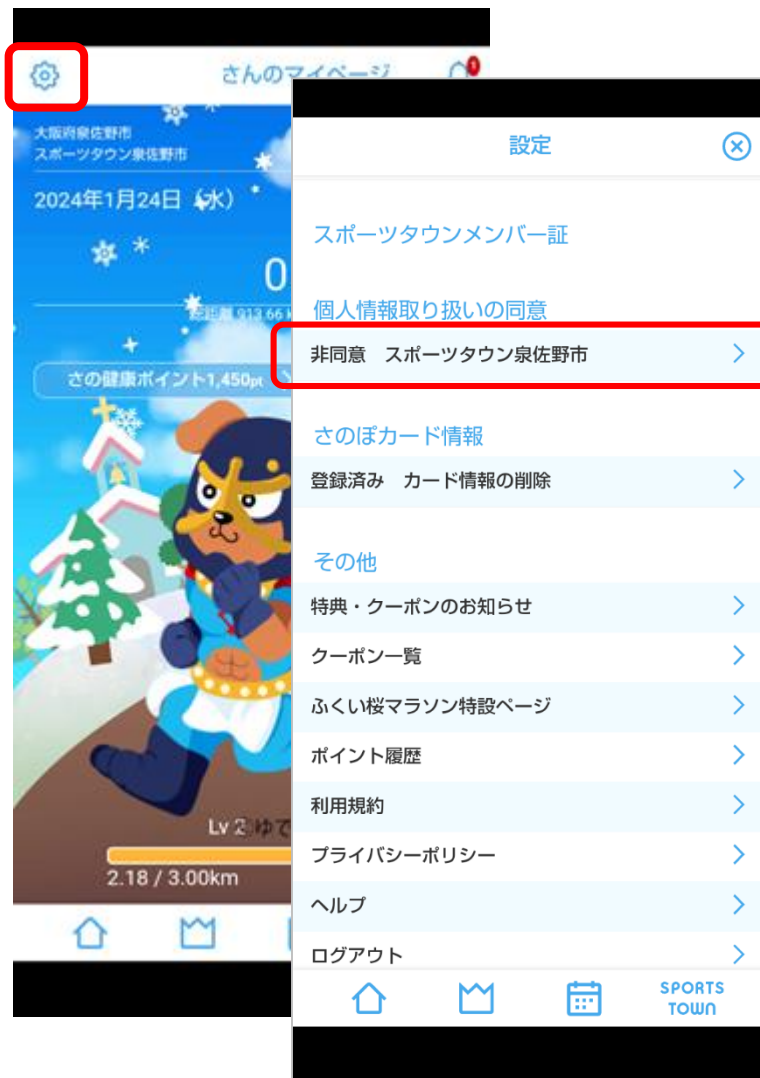 さんのマイページ
1
大阪府泉佐野市
スポーツタウン泉佐野市
2024年1月24日（水）
0
913.66
さの健康ポイント1,450pt
Lv 2 ゆで
2.18 / 3.00km
設定
スポーツタウンメンバー証
個人情報取り扱いの同意
非同意　スポーツタウン泉佐野市
さのぽカード情報
登録済み　カード情報の削除
その他
特典・クーポンのお知らせ
クーポン一覧
ふくい桜マラソン特設ページ
ポイント履歴
利用規約
プライバシーポリシー
ヘルプ
ログアウト
SPORTS
TOWN